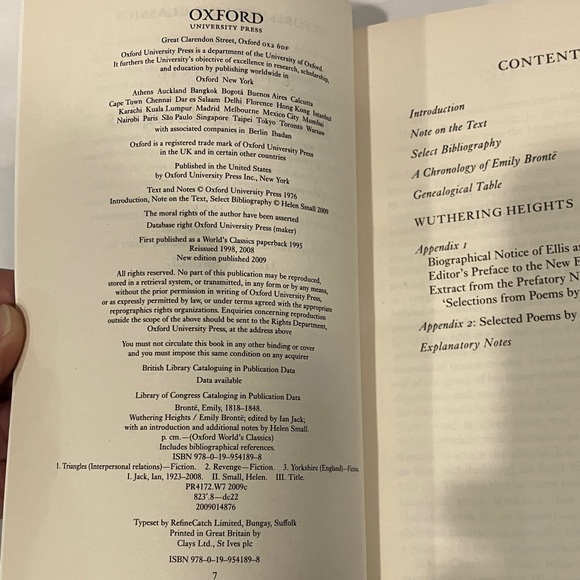 OXFORD
UNIVERSITY PRESS
Great Clarendon Street, Oxford OX2 6DP
Oxford University Press is a department of the University of Oxford.
It furthers the University's objective of excellence in research, scholarship,
and education by publishing worldwide in
Oxford New York
Athens Auckland Bangkok Bogotá Buenos Aires Calcutta
Cape Town Chennai Dar es Salaam Delhi Florence Hong Kong Istanbul
Karachi Kuala Lumpur Madrid Melbourne Mexico City Mumbai
Nairobi Paris São Paulo Singapore Taipei Tokyo Toronto Warsaw
with associated companies in Berlin Ibadan
Oxford is a registered trade mark of Oxford University Press
in the UK and in certain other countries
Published in the United States
by Oxford University Press Inc., New York
Text and Notes © Oxford University Press 1976
Introduction, Note on the Text, Select Bibliography © Helen Small 2009
The moral rights of the author have been asserted
Database right Oxford University Press (maker)
First published as a World's Classics paperback 1995
Reissued 1998, 2008
New edition published 2009
All rights reserved. No part of this publication may be reproduced,
stored in a retrieval system, or transmitted, in any form or by any means,
without the prior permission in writing of Oxford University Press,
or as expressly permitted by law, or under terms agreed with the appropriate
reprographics rights organizations. Enquiries concerning reproduction
outside the scope of the above should be sent to the Rights Department,
Oxford University Press, at the address above
You must not circulate this book in any other binding or cover
and you must impose this same condition on any acquirer
British Library Cataloguing in Publication Data
Data available
Library of Congress Cataloging in Publication Data
Brontë, Emily, 1818–1848.
Wuthering Heights / Emily Brontë; edited by Ian Jack;
with an introduction and additional notes by Helen Small.
p. cm.—(Oxford World's Classics)
Includes bibliographical references.
ISBN 978–0–19–954189–8
1. Triangles (Interpersonal relations)—Fiction. 2. Revenge—Fiction. 3. Yorkshire (England)—Fiction.
I. Jack, Ian, 1923–2008. II. Small, Helen. III. Title.
PR4172.W7 2009c
823'.8—dc22
2009014876
Typeset by RefineCatch Limited, Bungay, Suffolk
Printed in Great Britain by
Clays Ltd., St Ives plc
ISBN 978–0–19–954189–8
7
CONTENT
Introduction
Note on the Text
Select Bibliography
A Chronology of Emily Brontë
Genealogical Table
WUTHERING HEIGHTS
Appendix 1
Biographical Notice of Ellis a
Editor's Preface to the New E
Extract from the Prefatory N
'Selections from Poems by
Appendix 2: Selected Poems by
Explanatory Notes